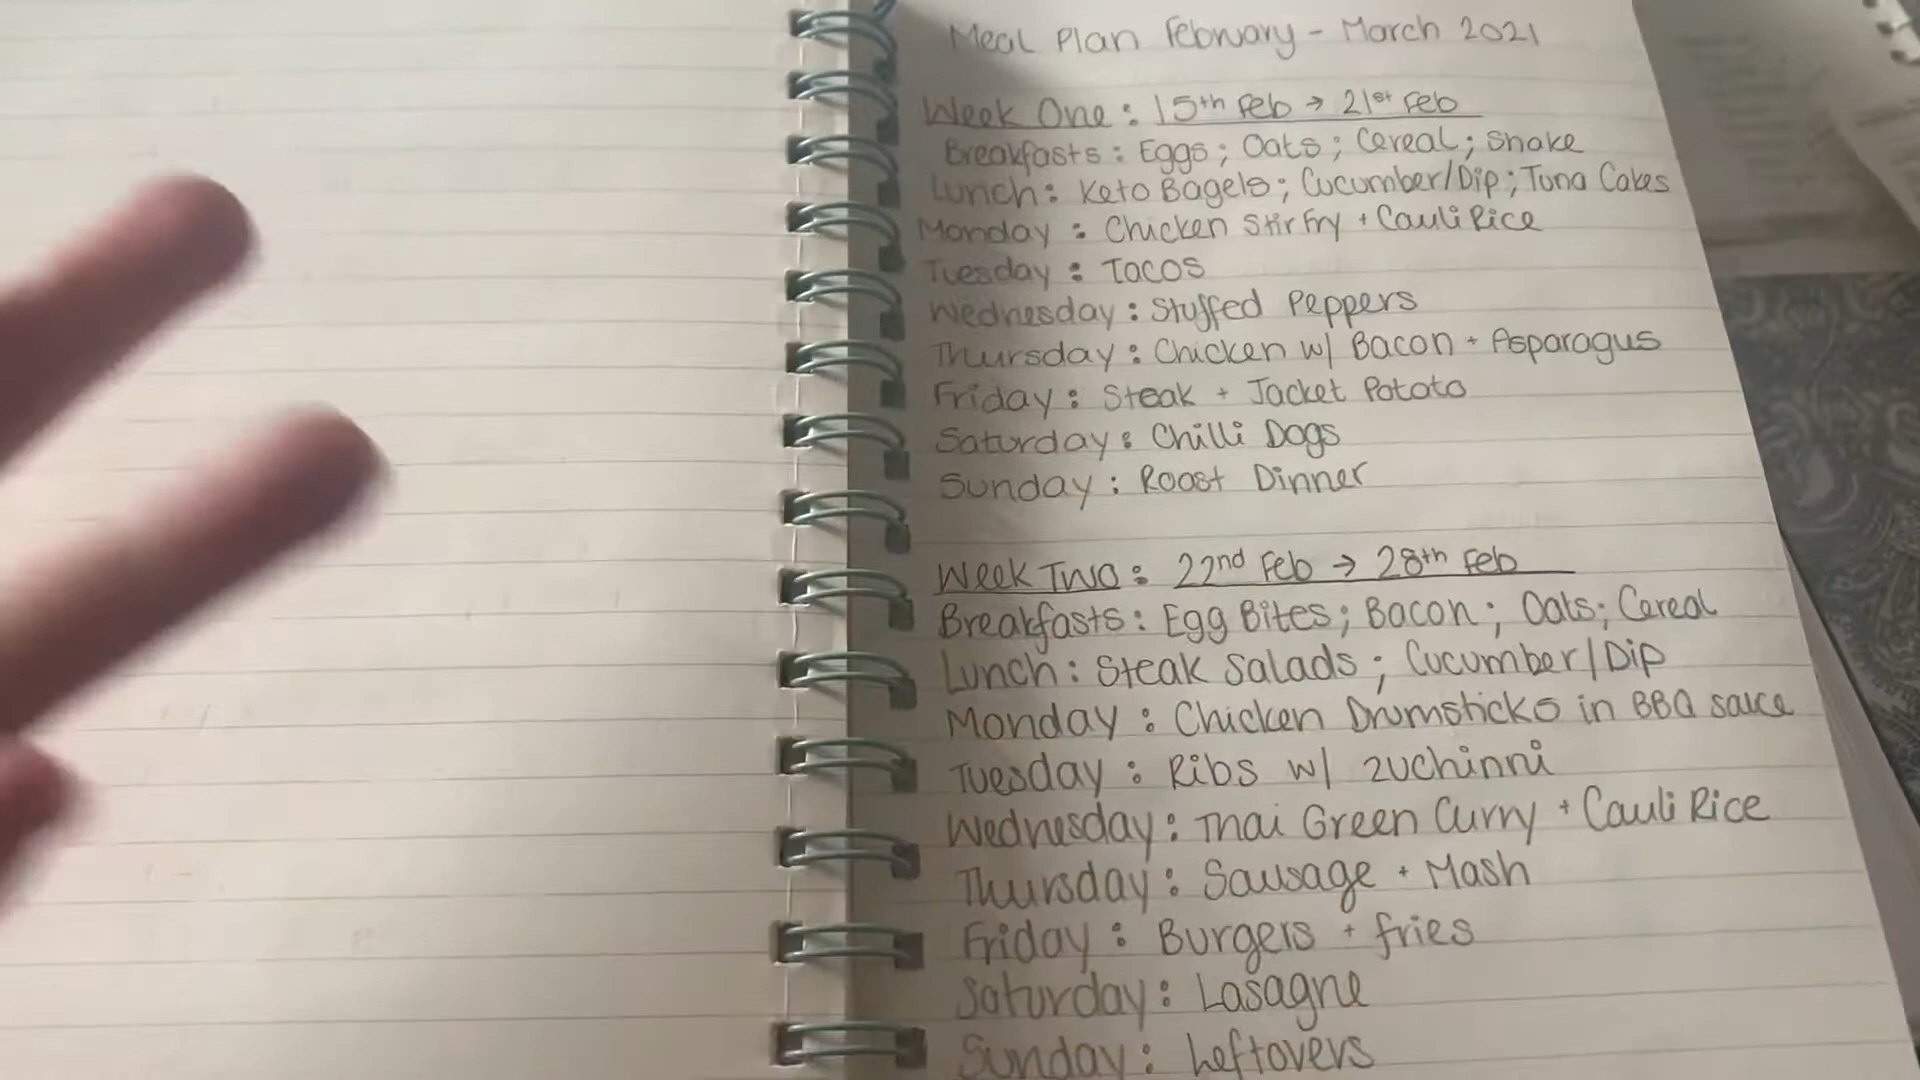 Meal Plan February - March 2021
Week One: 15th Feb → 21st Feb
Breakfasts: Eggs; Oats; Cereal; Shake
Lunch: Keto Bagels; Cucumber/Dip; Tuna Cakes
Monday: Chicken Stir Fry + Cauli Rice
Tuesday: Tacos
Wednesday: Stuffed Peppers
Thursday: Chicken w/ Bacon + Asparagus
Friday: Steak + Jacket Potato
Saturday: Chilli Dogs
Sunday: Roast Dinner
Week Two: 22nd Feb → 28th Feb
Breakfasts: Egg Bites; Bacon; Oats; Cereal
Lunch: Steak Salads; Cucumber/Dip
Monday: Chicken Drumsticks in BBQ sauce
Tuesday: Ribs w/ zuchinni
Wednesday: Thai Green Curry + Cauli Rice
Thursday: Sausage + Mash
Friday: Burgers + fries
Saturday: Lasagne
Sunday: Leftovers